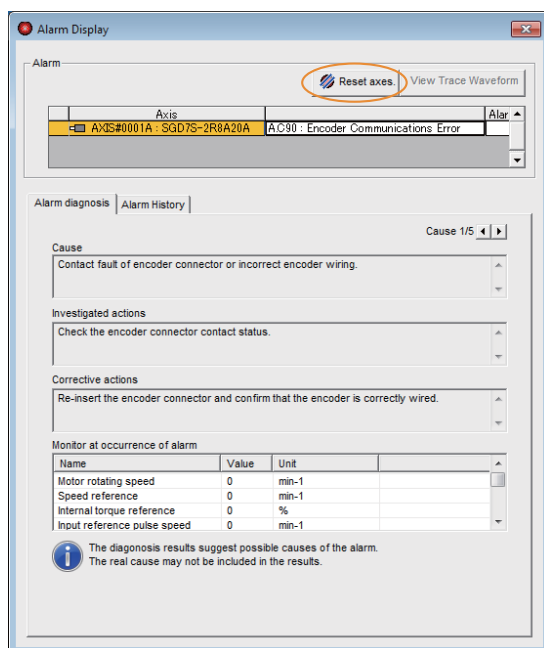 Alarm Display
Alarm
Reset axes.
View Trace Waveform
Axis
Alar
AXIS#0001A : SGD7S-2R8A20A
A.C90 : Encoder Communications Error
Alarm diagnosis
Alarm History
Cause 1/5
Cause
Contact fault of encoder connector or incorrect encoder wiring.
Investigated actions
Check the encoder connector contact status.
Corrective actions
Re-insert the encoder connector and confirm that the encoder is correctly wired.
Monitor at occurrence of alarm
Name Value Unit
Motor rotating speed 0 min-1
Speed reference 0 min-1
Internal torque reference 0 %
Input reference pulse speed 0 min-1
The diagonosis results suggest possible causes of the alarm.
The real cause may not be included in the results.